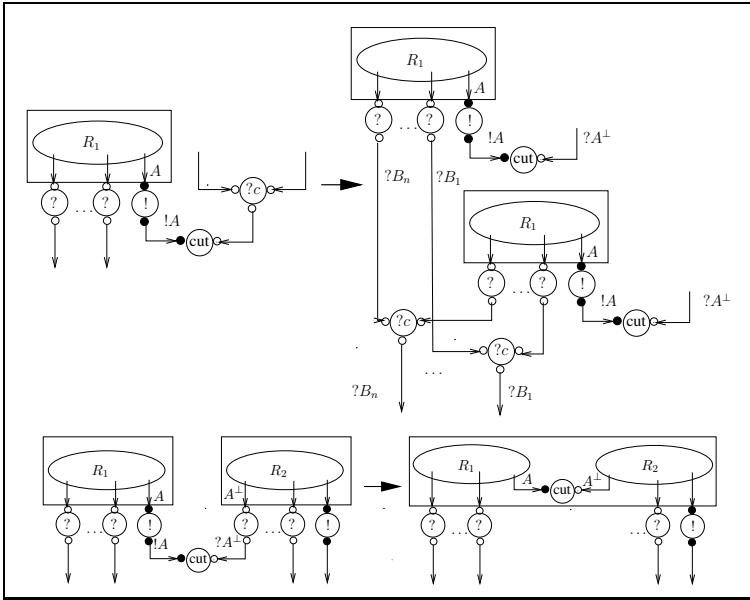 R₁
A
? ... ? !
!A
cut
?c
R₁
A
? ... ? !
!A
cut
?A⊥
?Bₙ
?B₁
R₁
A
? ... ? !
!A
cut
?A⊥
?c
?c
...
?Bₙ
?B₁
R₁
A
? ... ? !
!A
cut
R₂
A⊥
? ? ... ? !
?A⊥
R₁
A
cut
A⊥
R₂
? ... ?
... ? !